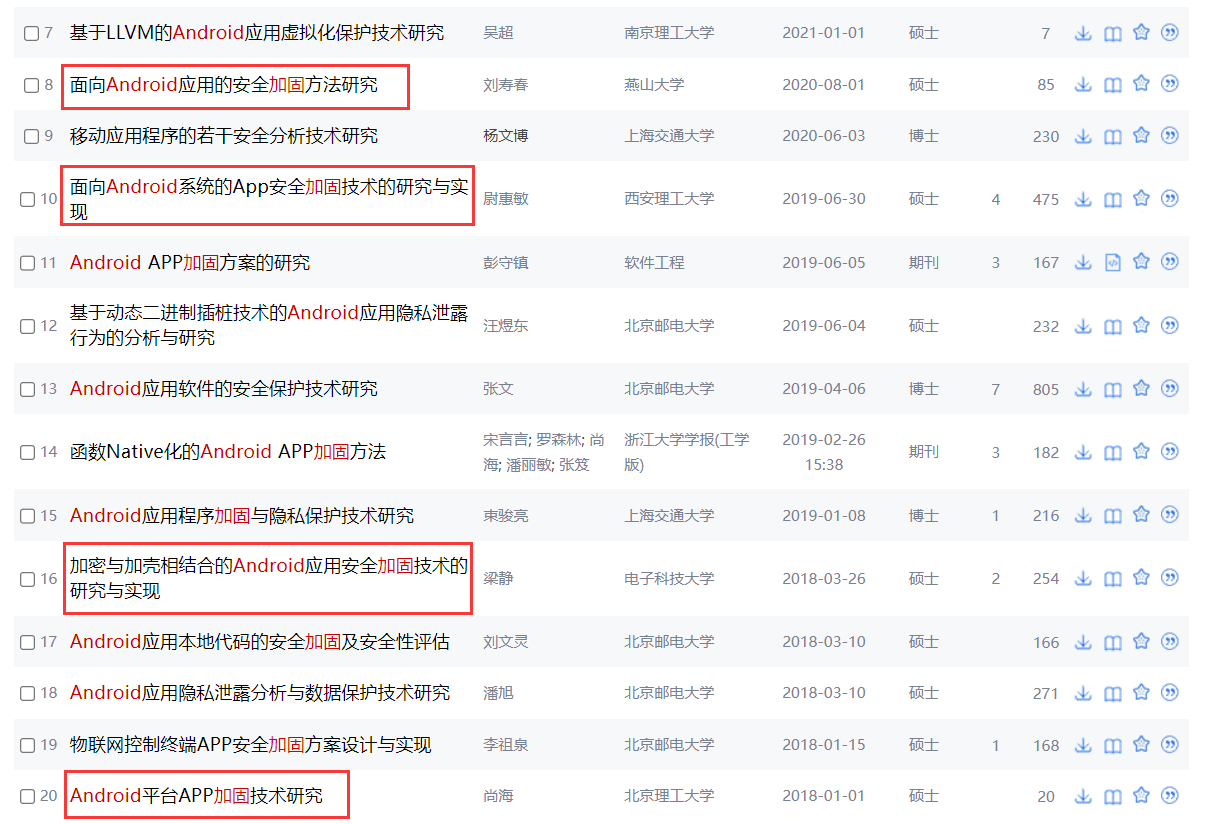 7 基于LLVM的Android应用虚拟化保护技术研究 吴超 南京理工大学 2021-01-01 硕士 7
8 面向Android应用的安全加固方法研究 刘寿春 燕山大学 2020-08-01 硕士 85
9 移动应用程序的若干安全分析技术研究 杨文博 上海交通大学 2020-06-03 博士 230
10 面向Android系统的App安全加固技术的研究与实
现 尉惠敏 西安理工大学 2019-06-30 硕士 4 475
11 Android APP加固方案的研究 彭守镇 软件工程 2019-06-05 期刊 3 167
12 基于动态二进制插桩技术的Android应用隐私泄露
行为的分析与研究 汪煜东 北京邮电大学 2019-06-04 硕士 232
13 Android应用软件的安全保护技术研究 张文 北京邮电大学 2019-04-06 博士 7 805
14 函数Native化的Android APP加固方法 宋言言; 罗森林; 尚
海; 潘丽敏; 张笈 浙江大学学报(工学
版) 2019-02-26
15:38 期刊 3 182
15 Android应用程序加固与隐私保护技术研究 束骏亮 上海交通大学 2019-01-08 博士 1 216
16 加密与加壳相结合的Android应用安全加固技术的
研究与实现 梁静 电子科技大学 2018-03-26 硕士 2 254
17 Android应用本地代码的安全加固及安全性评估 刘文灵 北京邮电大学 2018-03-10 硕士 166
18 Android应用隐私泄露分析与数据保护技术研究 潘旭 北京邮电大学 2018-03-10 硕士 271
19 物联网控制终端APP安全加固方案设计与实现 李祖泉 北京邮电大学 2018-01-15 硕士 1 168
20 Android平台APP加固技术研究 尚海 北京理工大学 2018-01-01 硕士 20